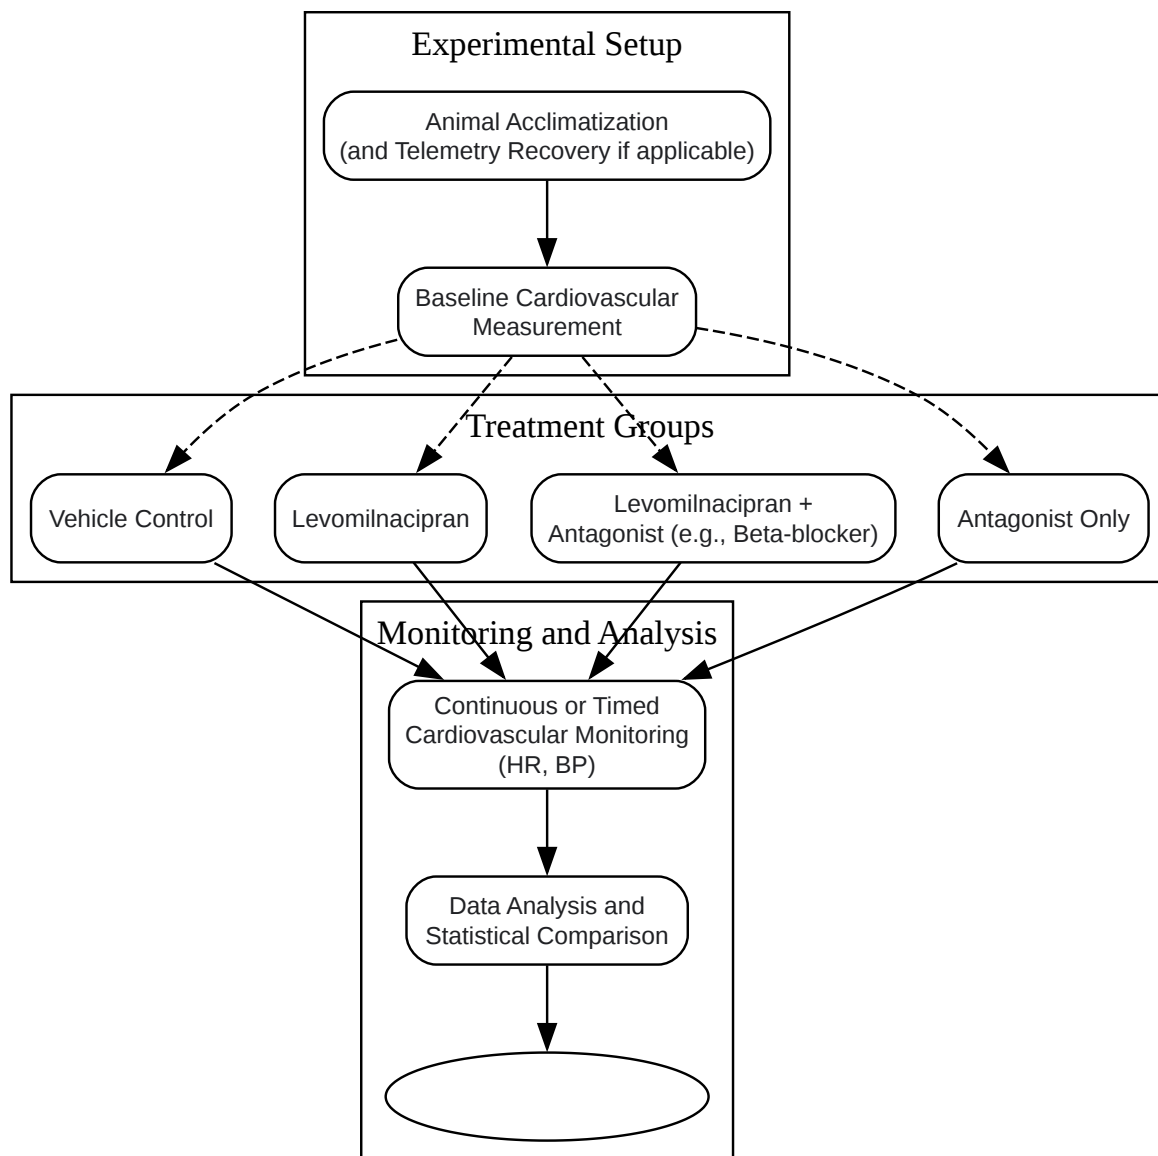 Experimental Setup
Animal Acclimatization
(and Telemetry Recovery if applicable)
Baseline Cardiovascular
Measurement
Treatment Groups
Vehicle Control
Levomilnacipran
Levomilnacipran +
Antagonist (e.g., Beta-blocker)
Antagonist Only
Monitoring and Analysis
Continuous or Timed
Cardiovascular Monitoring
(HR, BP)
Data Analysis and
Statistical Comparison